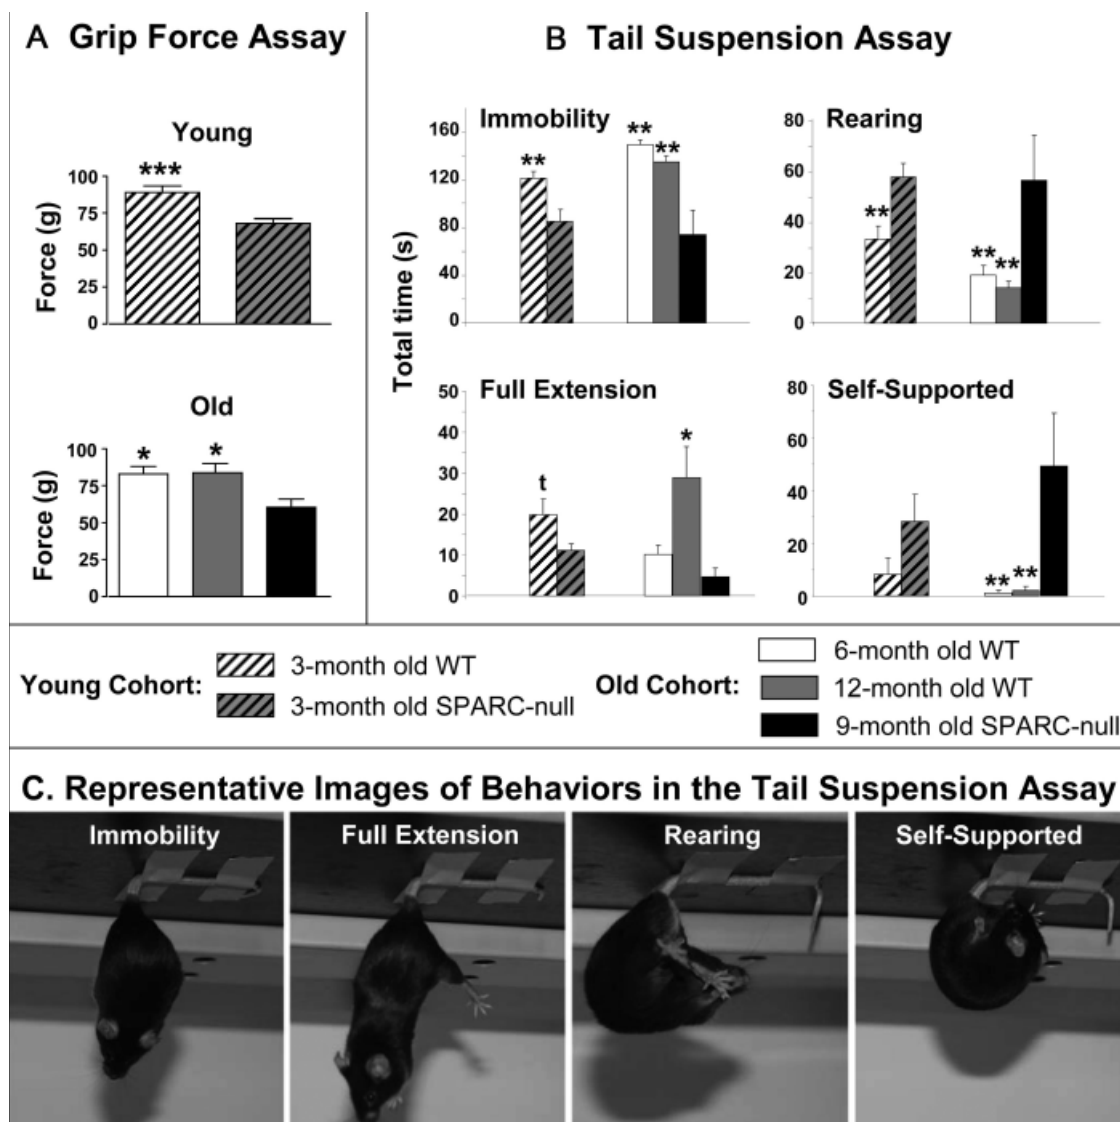 A Grip Force Assay
Young
***
100
75
50
25
0
Force (g)
Old
* *
100
75
50
25
0
Force (g)
B Tail Suspension Assay
Total time (s)
Immobility
160
120
80
40
0
** ** **
Rearing
80
60
40
20
0
** ** **
Full Extension
50
40
30
20
10
0
t *
Self-Supported
80
60
40
20
0
** **
Young Cohort:
3-month old WT
3-month old SPARC-null
Old Cohort:
6-month old WT
12-month old WT
9-month old SPARC-null
C. Representative Images of Behaviors in the Tail Suspension Assay
Immobility
Full Extension
Rearing
Self-Supported